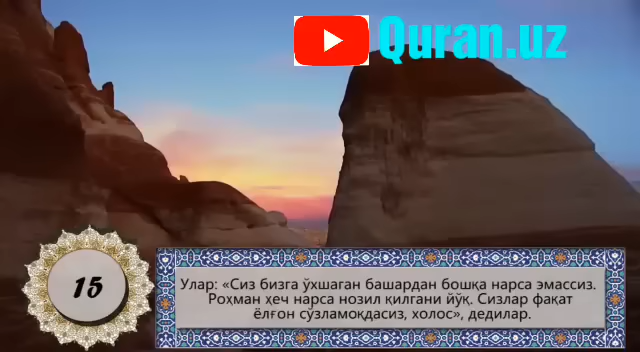 Quran.uz
15
Улар: «Сиз бизга ўхшаган башардан бошқа нарса эмассиз.
Роҳман ҳеч нарса нозил қилгани йўқ. Сизлар фақат
ёлғон сўзламоқдасиз, холос», дедилар.